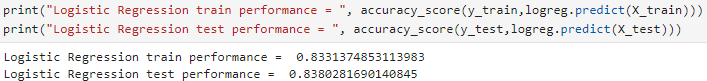 print("Logistic Regression train performance = ", accuracy_score(y_train,logreg.predict(X_train)))
print("Logistic Regression test performance = ", accuracy_score(y_test,logreg.predict(X_test)))
Logistic Regression train performance =  0.8331374853113983
Logistic Regression test performance =  0.8380281690140845